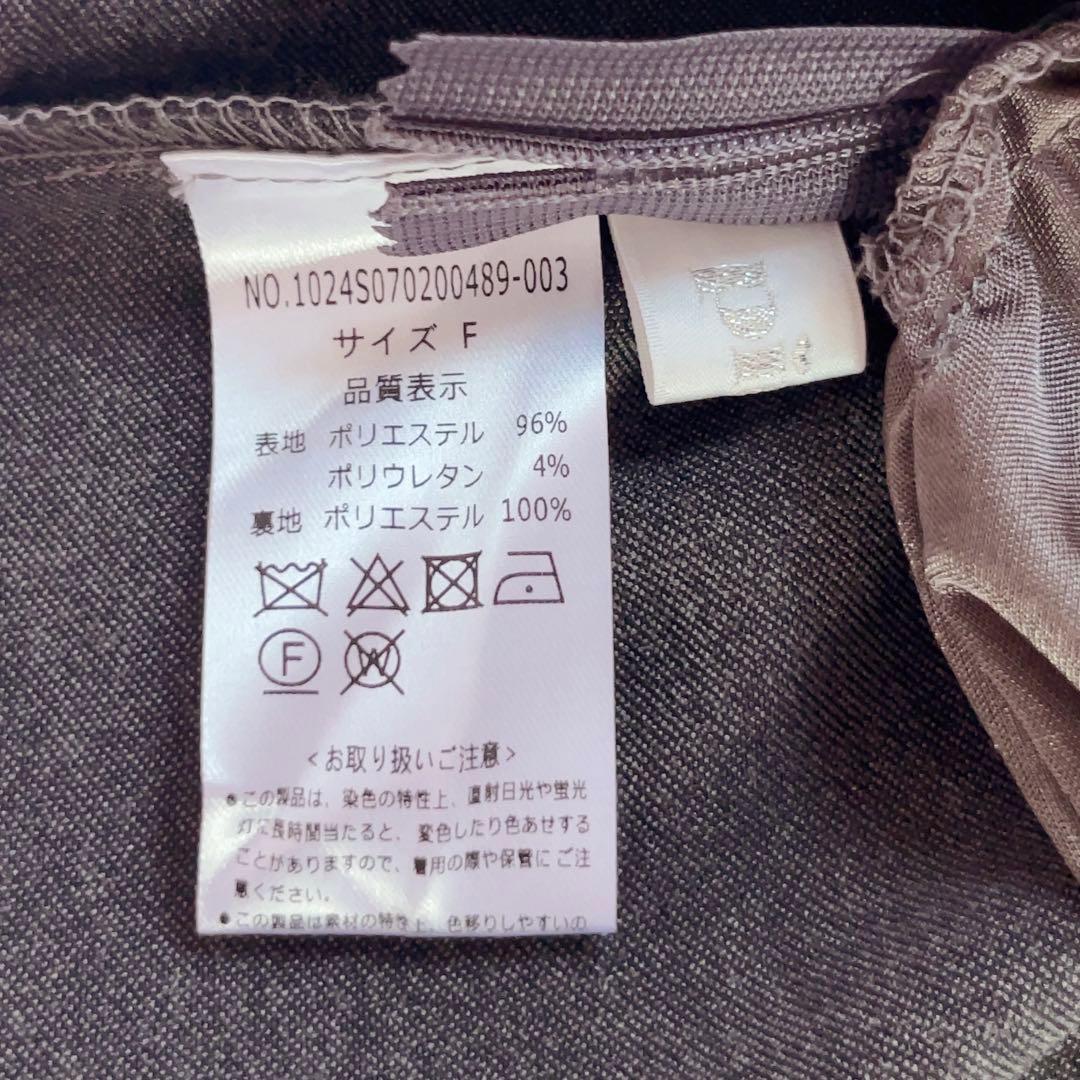 NO.1024S070200489-003
サイズ F
品質表示
表地 ポリエステル 96%
ポリウレタン 4%
裏地 ポリエステル 100%
F
W
<お取り扱いご注意>
●この製品は、染色の特性上、直射日光や蛍光
灯に長時間当たると、変色したり色あせする
ことがありますので、着用の際や保管にご注
意ください。
●この製品は素材の特性上、色移りしやすいの